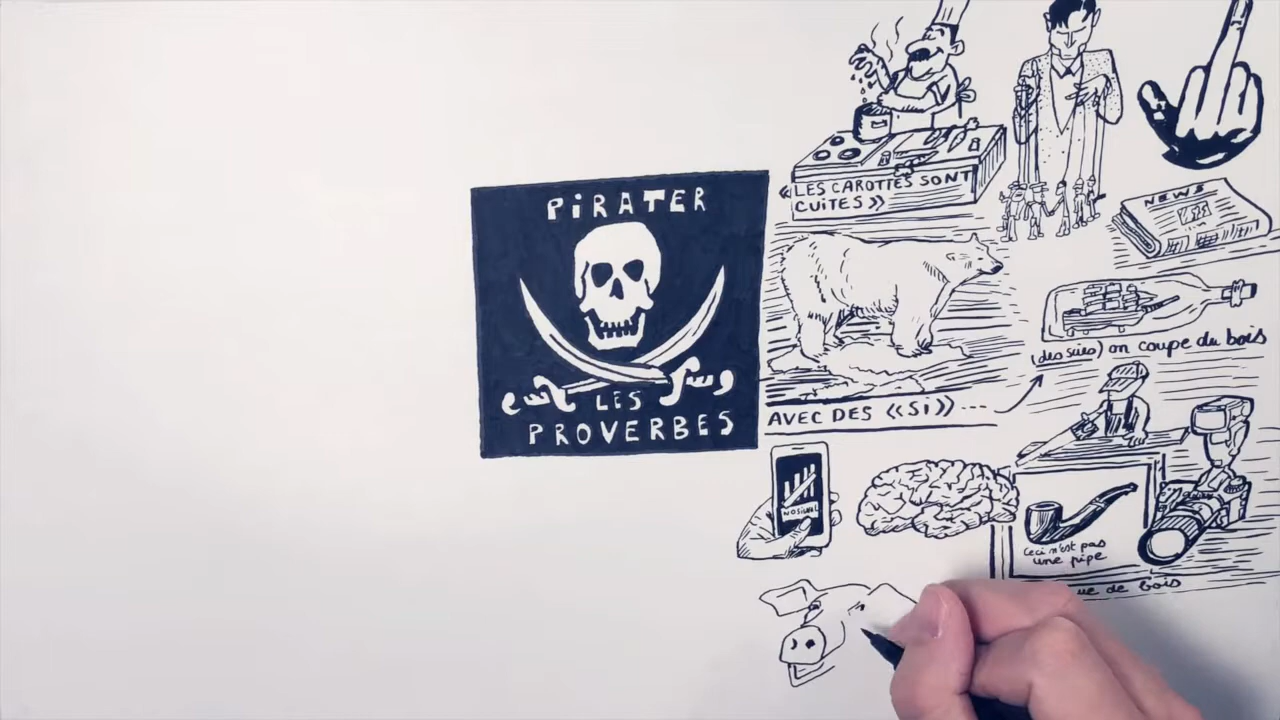 PiRATER
LES
PROVERBES
«LES CAROTTES SONT
CUITES»
NEWS
(des scies) on coupe du bois
AVEC DES «Si»...
NO SIGNAL
Ceci n'est pas
une pipe
ue de bois